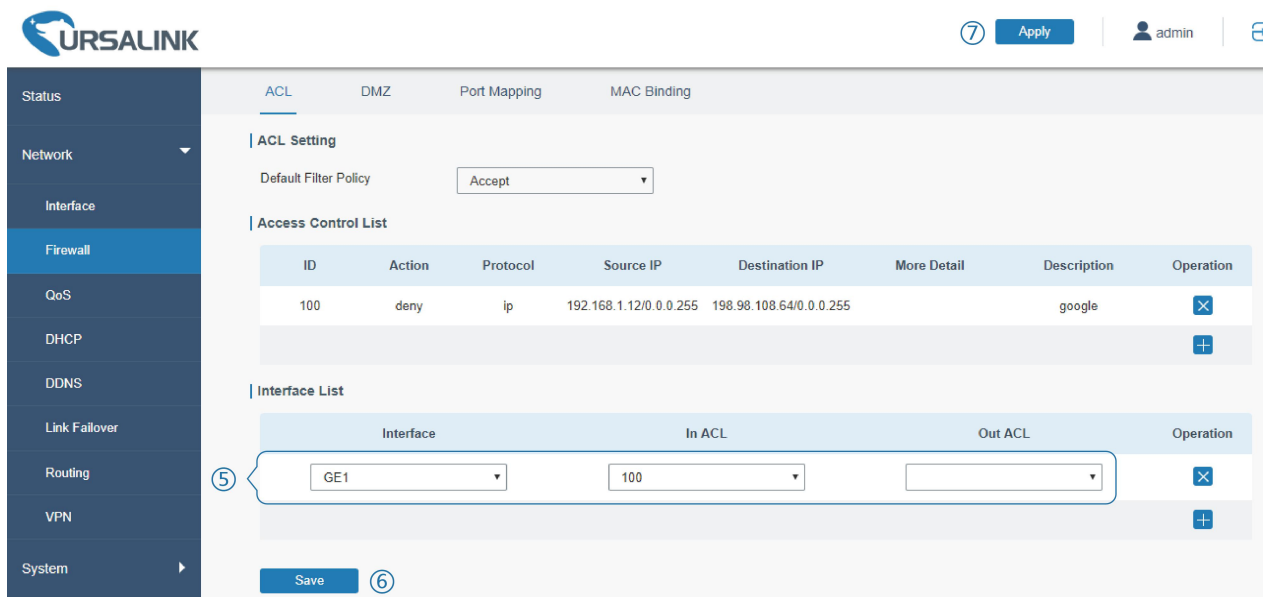 URSALINK
⑦ Apply admin
Status
Network
Interface
Firewall
QoS
DHCP
DDNS
Link Failover
Routing
VPN
System
ACL DMZ Port Mapping MAC Binding
ACL Setting
Default Filter Policy Accept
Access Control List
ID Action Protocol Source IP Destination IP More Detail Description Operation
100 deny ip 192.168.1.12/0.0.0.255 198.98.108.64/0.0.0.255 google
Interface List
Interface In ACL Out ACL Operation
⑤ GE1 100
Save ⑥